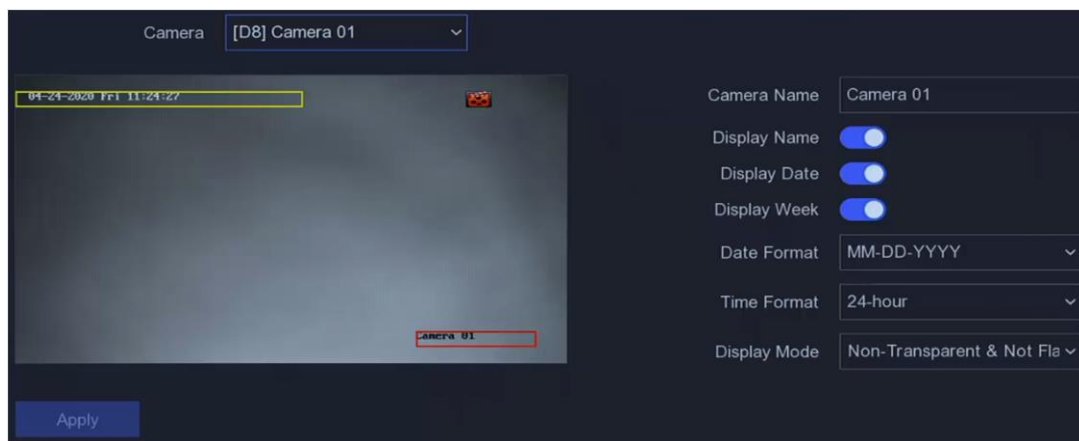 Camera [D8] Camera 01
04-24-2020 Fri 11:24:27
Camera Name Camera 01
Display Name
Display Date
Display Week
Date Format MM-DD-YYYY
Time Format 24-hour
Camera 01
Display Mode Non-Transparent & Not Fla
Apply